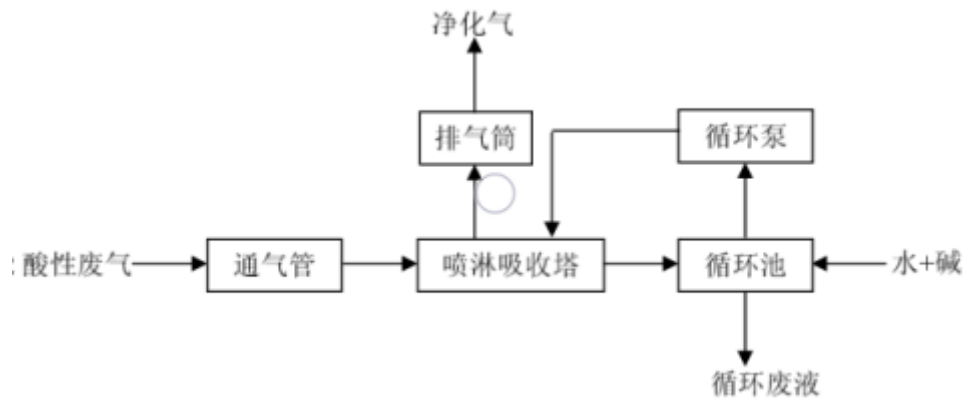 净化气
排气筒
循环泵
酸性废气
通气管
喷淋吸收塔
循环池
水+碱
循环废液